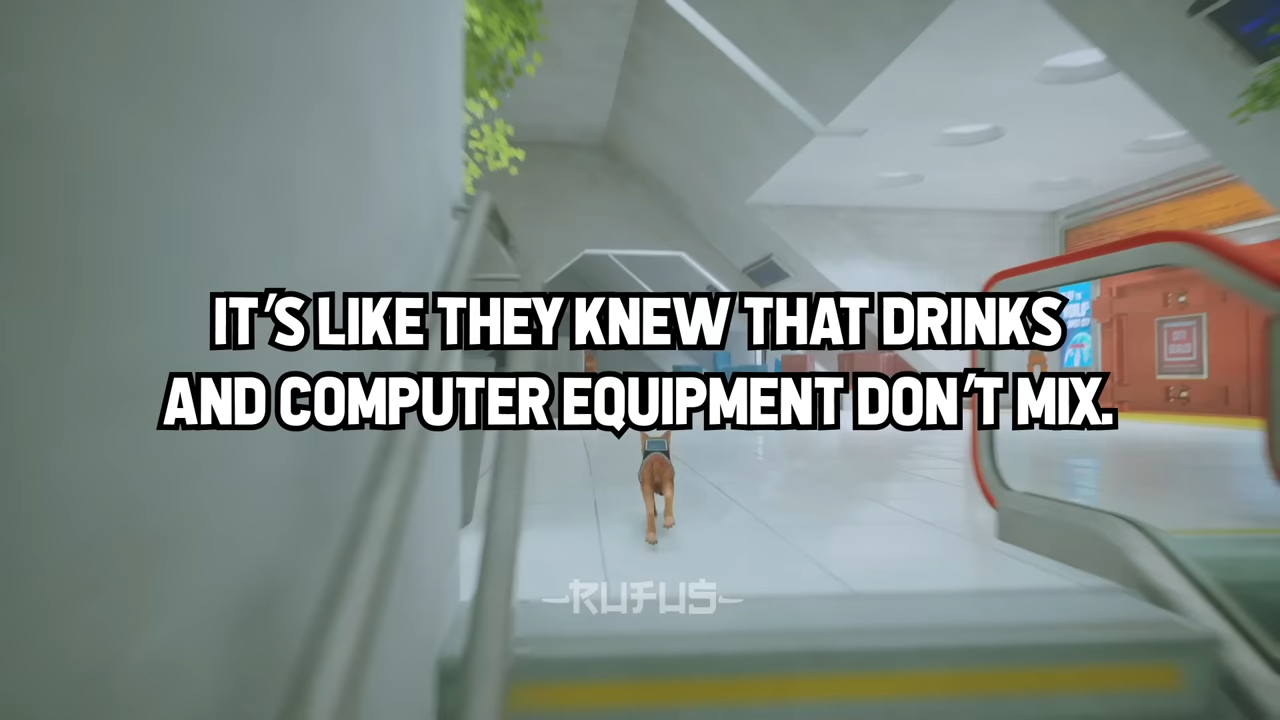 IT'S LIKE THEY KNEW THAT DRINKS
AND COMPUTER EQUIPMENT DON'T MIX.
RUFUS